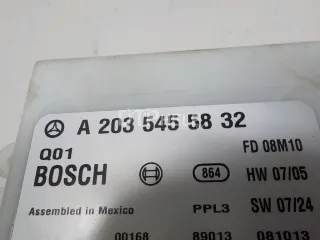 A 203 545 58 32
Q01 FD 08M10
BOSCH 864 HW 07/05
Assembled in Mexico PPL3 SW 07/24
00168 89013 081013